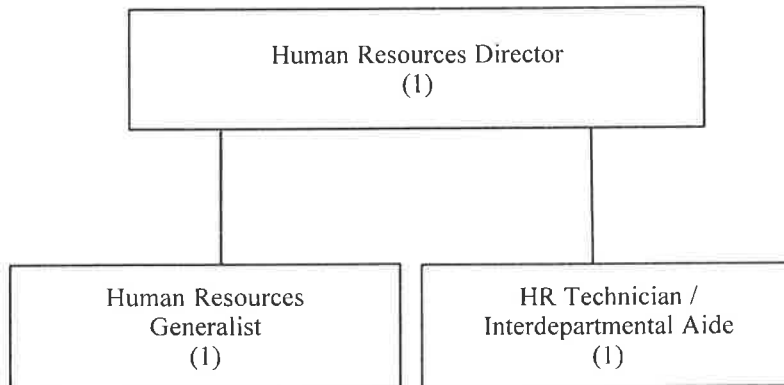 Human Resources Director
(1)
Human Resources
Generalist
(1)
HR Technician /
Interdepartmental Aide
(1)